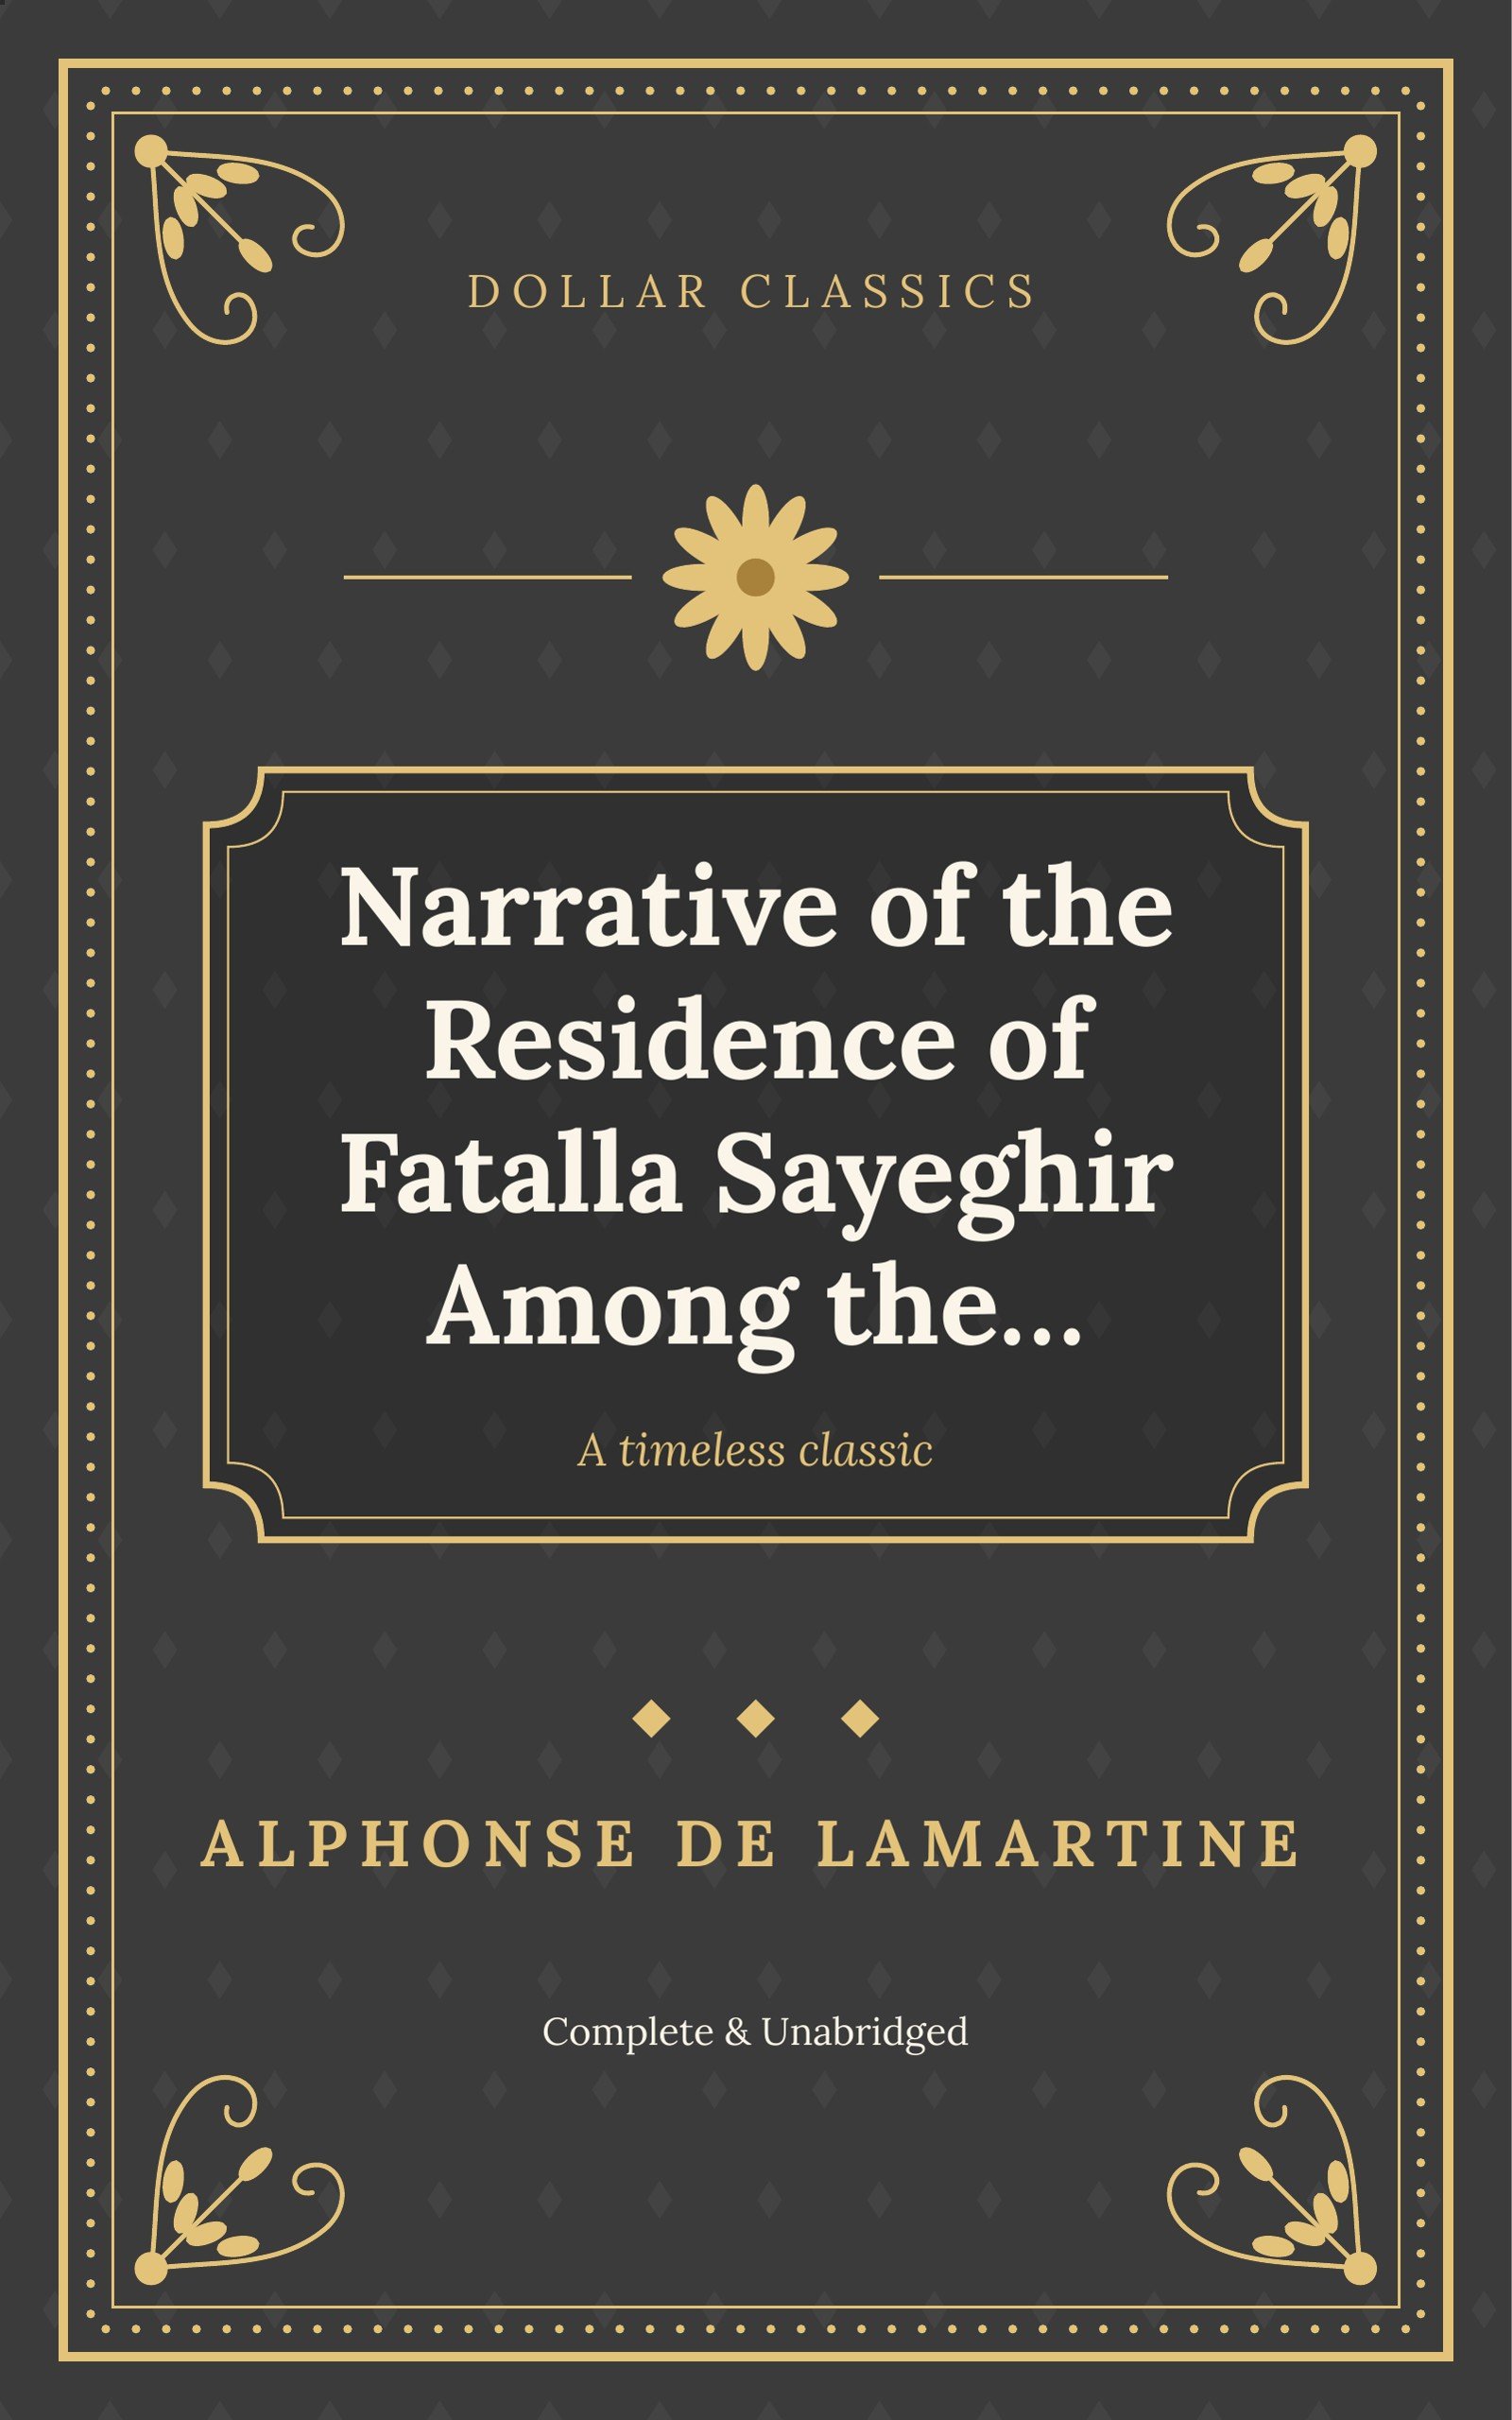 DOLLAR CLASSICS
Narrative of the
Residence of
Fatalla Sayeghir
Among the...
A timeless classic
ALPHONSE DE LAMARTINE
Complete & Unabridged